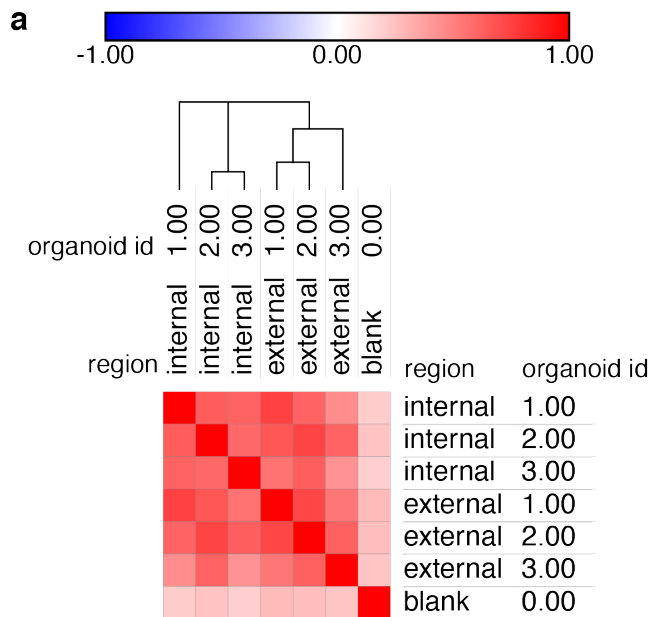 a
-1.00 0.00 1.00
organoid id 1.00 2.00 3.00 1.00 2.00 3.00 0.00
region internal internal internal external external external blank
region organoid id
internal 1.00
internal 2.00
internal 3.00
external 1.00
external 2.00
external 3.00
blank 0.00